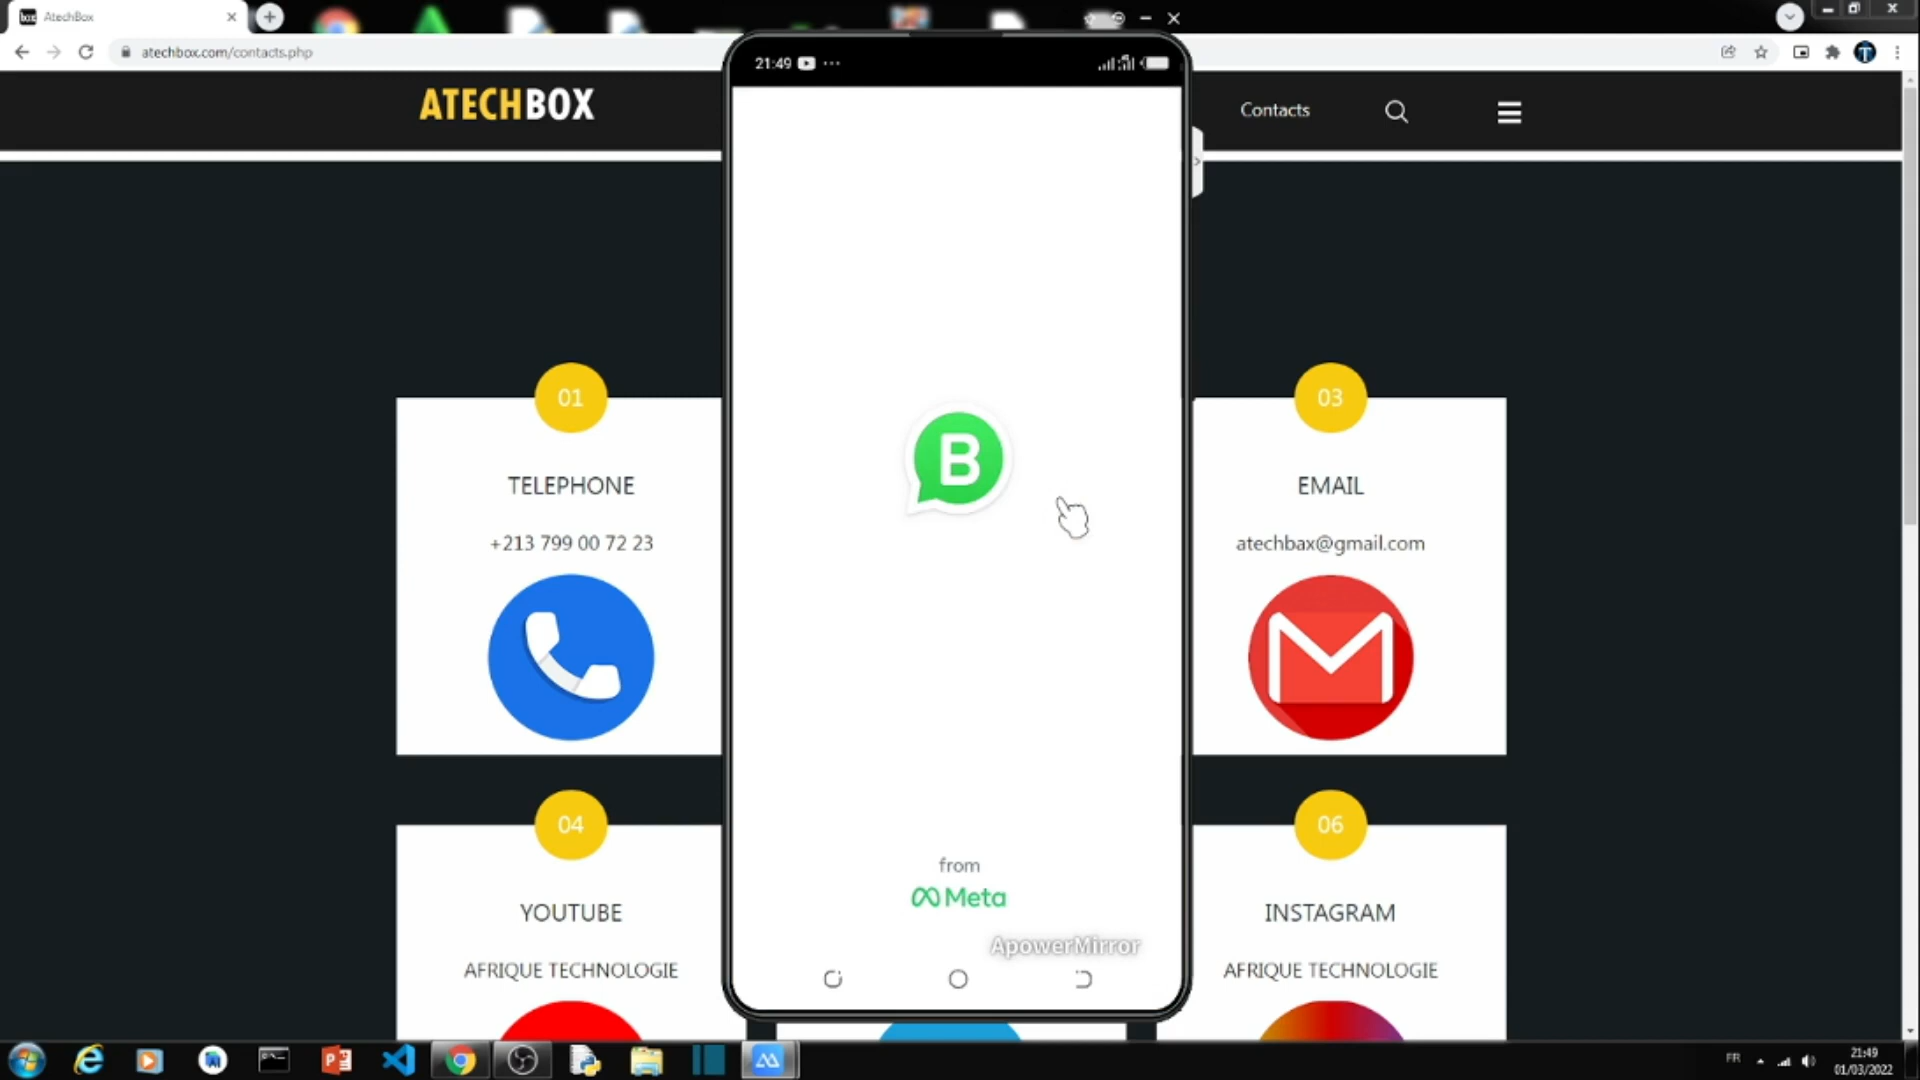 AtechBox
atechbox.com/contacts.php
ATECHBOX
Contacts
21:49
01
TELEPHONE
+213 799 00 72 23
03
EMAIL
atechbax@gmail.com
B
04
YOUTUBE
AFRIQUE TECHNOLOGIE
06
INSTAGRAM
AFRIQUE TECHNOLOGIE
from
Meta
ApowerMirror
FR
21:49
01/03/2022